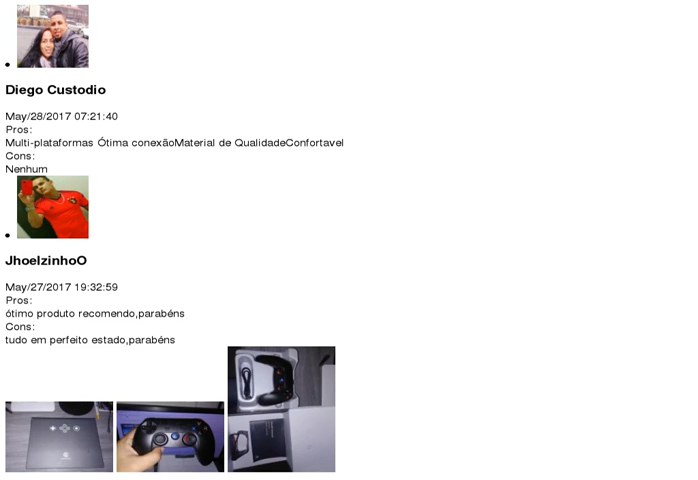 Diego Custodio
May/28/2017 07:21:40
Pros:
Multi-plataformas Ótima conexãoMaterial de QualidadeConfortavel
Cons:
Nenhum
JhoelzinhoO
May/27/2017 19:32:59
Pros:
ótimo produto recomendo,parabéns
Cons:
tudo em perfeito estado,parabéns